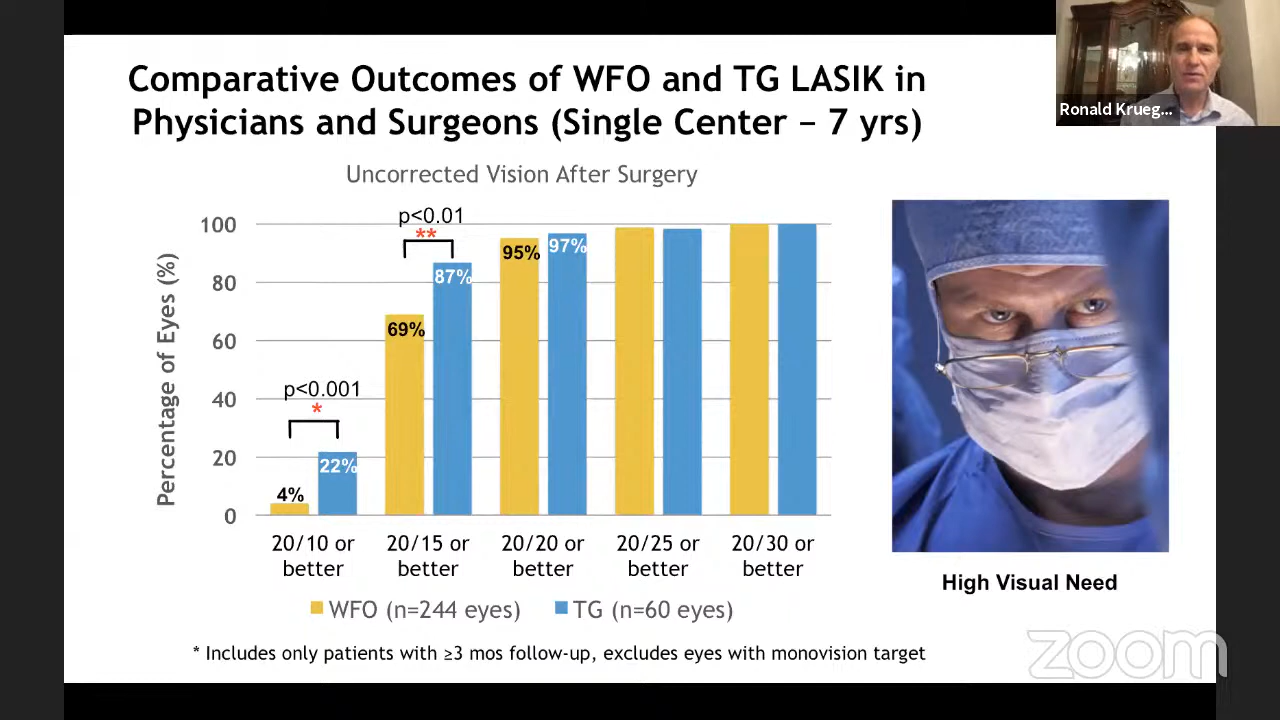 Ronald Krueg...
Comparative Outcomes of WFO and TG LASIK in
Physicians and Surgeons (Single Center – 7 yrs)
Uncorrected Vision After Surgery
Percentage of Eyes (%)
100
80
60
40
20
0
p<0.001
*
4%
22%
p<0.01
**
69%
87%
95%
97%
20/10 or
better
20/15 or
better
20/20 or
better
20/25 or
better
20/30 or
better
WFO (n=244 eyes)
TG (n=60 eyes)
* Includes only patients with ≥3 mos follow-up, excludes eyes with monovision target
High Visual Need
zoom